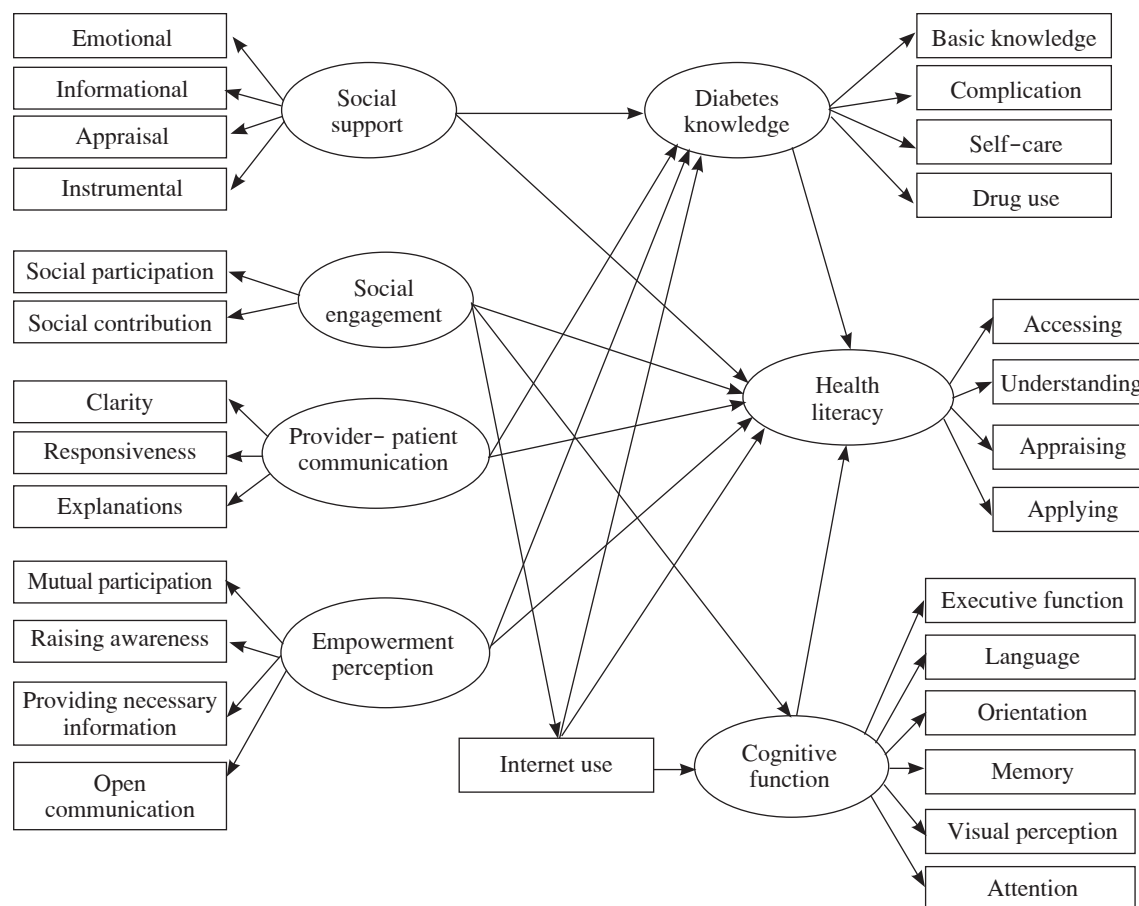 Emotional
Informational
Appraisal
Instrumental
Social
support
Diabetes
knowledge
Basic knowledge
Complication
Self-care
Drug use
Social participation
Social contribution
Social
engagement
Health
literacy
Accessing
Understanding
Appraising
Applying
Clarity
Responsiveness
Explanations
Provider- patient
communication
Mutual participation
Raising awareness
Providing necessary
information
Open
communication
Empowerment
perception
Internet use
Cognitive
function
Executive function
Language
Orientation
Memory
Visual perception
Attention